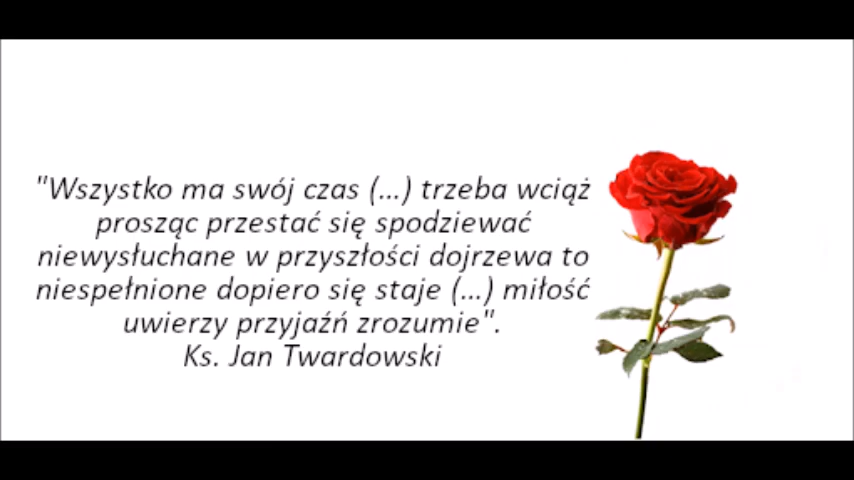 "Wszystko ma swój czas (...) trzeba wciąż
prosząc przestać się spodziewać
niewysłuchane w przyszłości dojrzewa to
niespełnione dopiero się staje (...) miłość
uwierzy przyjaźń zrozumie".
Ks. Jan Twardowski